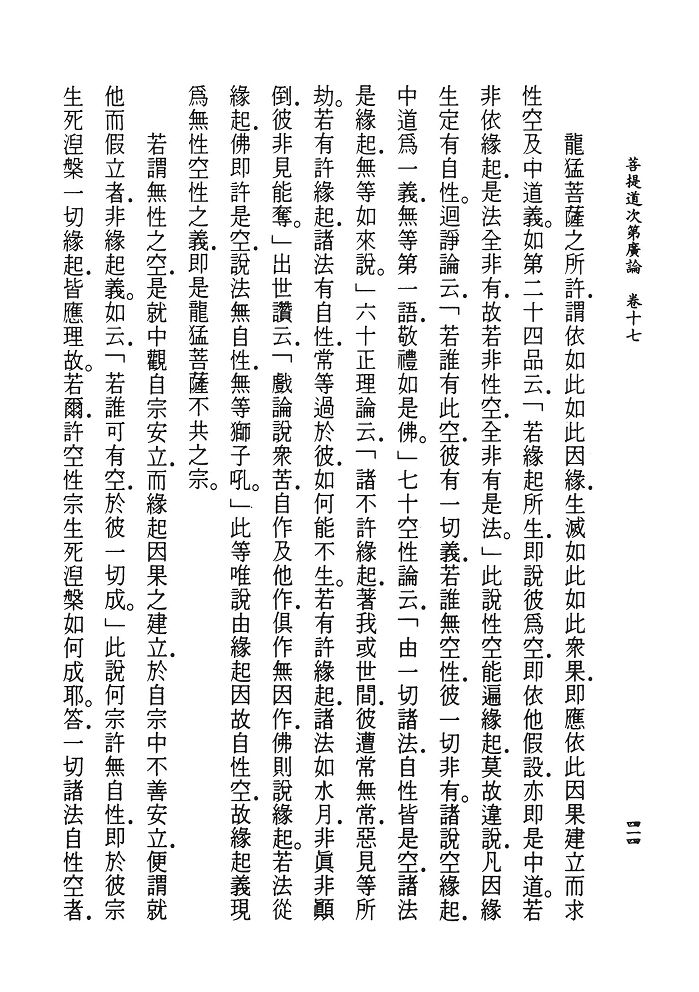 菩提道次第廣論　卷十七
四一四
龍猛菩薩之所許．謂依如此如此因緣．生滅如此如此衆果．即應依此因果建立而求
性空及中道義。如第二十四品云．「若緣起所生．即說彼爲空．即依他假設．亦即是中道。若
非依緣起．是法全非有．故若非性空．全非有是法。」此說性空能遍緣起．莫故違說．凡因緣
生定有自性。迴諍論云．「若誰有此空．彼有一切義．若誰無空性．彼一切非有。諸說空緣起．
中道爲一義．無等第一語．敬禮如是佛。」七十空性論云．「由一切諸法．自性皆是空．諸法
是緣起．無等如來說。」六十正理論云．「諸不許緣起．著我或世間．彼遭常無常．惡見等所
劫。若有許緣起．諸法有自性．常等過於彼．如何能不生。若有許緣起．諸法如水月．非眞非顚
倒．彼非見能奪。」出世讚云．「戲論說衆苦．自作及他作．俱作無因作．佛則說緣起。若法從
緣起．佛即許是空．說法無自性．無等獅子吼。」此等唯說由緣起因故自性空．故緣起義現
爲無性空性之義．即是龍猛菩薩不共之宗。
若謂無性之空．是就中觀自宗安立．而緣起因果之建立．於自宗中不善安立．便謂就
他而假立者．非緣起義。如云．「若誰可有空．於彼一切成。」此說何宗許無自性．即於彼宗
生死涅槃一切緣起．皆應理故。若爾．許空性宗生死涅槃如何成耶。答．一切諸法自性空者．